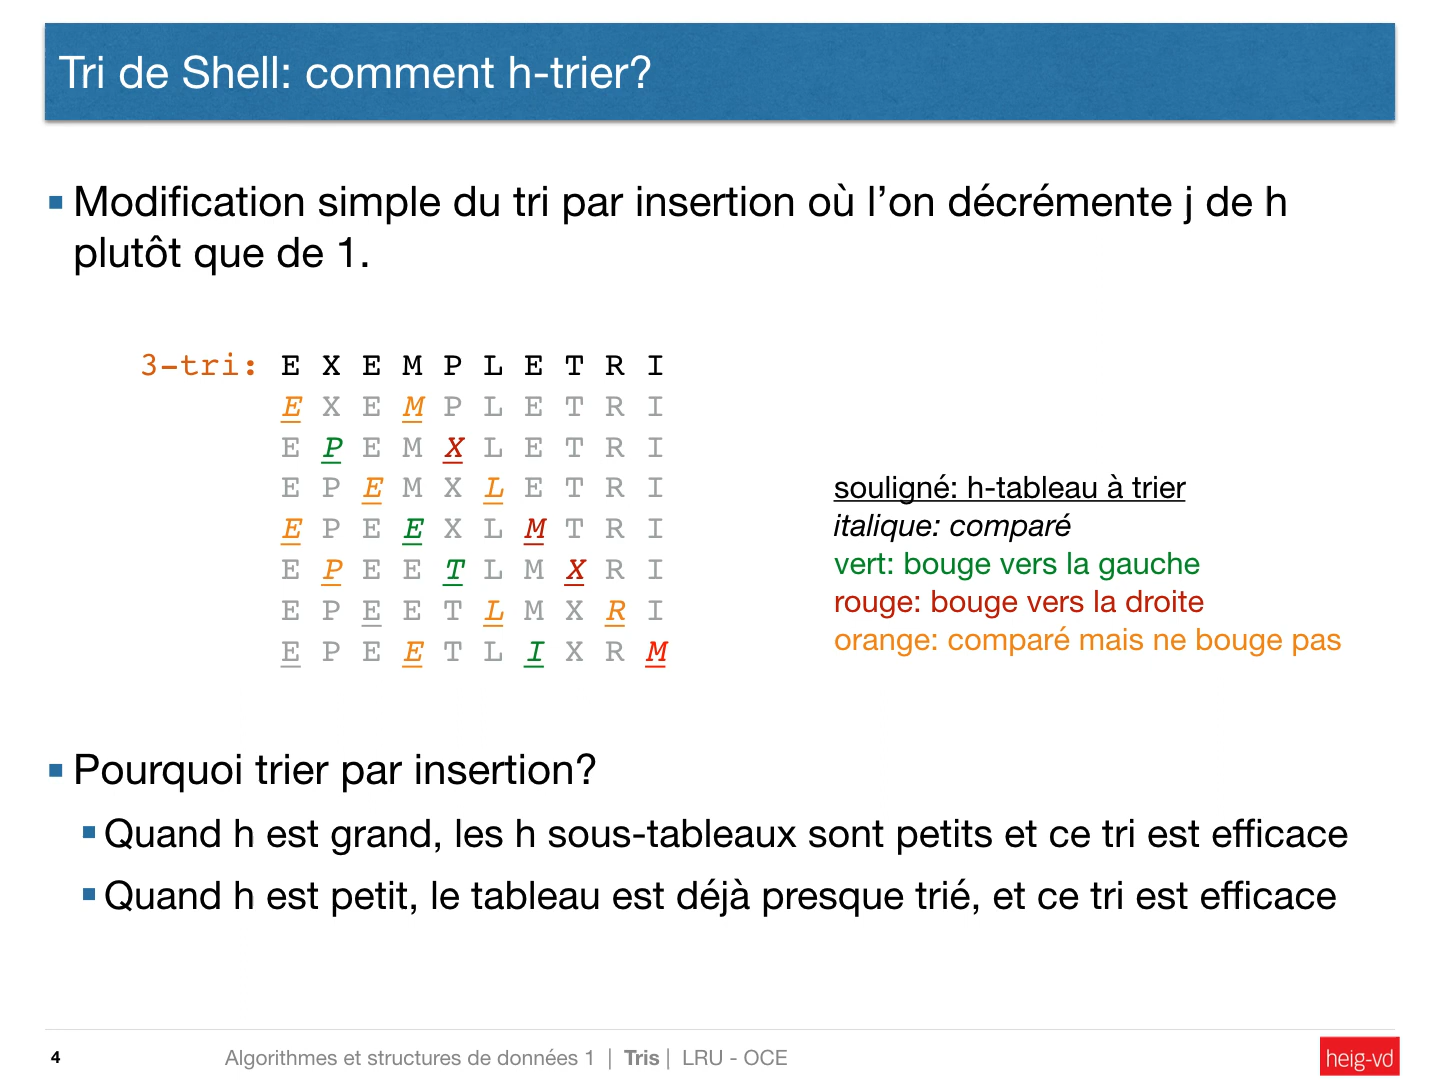 Tri de Shell: comment h-trier?
Modification simple du tri par insertion où l'on décrémente j de h
plutôt que de 1.
3-tri: E X E M P L E T R I
E X E M P L E T R I
E P E M X L E T R I
E P E M X L E T R I
E P E E X L M T R I
E P E E T L M X R I
E P E E T L M X R I
E P E E T L I X R M
souligné: h-tableau à trier
italique: comparé
vert: bouge vers la gauche
rouge: bouge vers la droite
orange: comparé mais ne bouge pas
Pourquoi trier par insertion?
Quand h est grand, les h sous-tableaux sont petits et ce tri est efficace
Quand h est petit, le tableau est déjà presque trié, et ce tri est efficace
4 Algorithmes et structures de données 1 | Tris | LRU - OCE
heig-vd